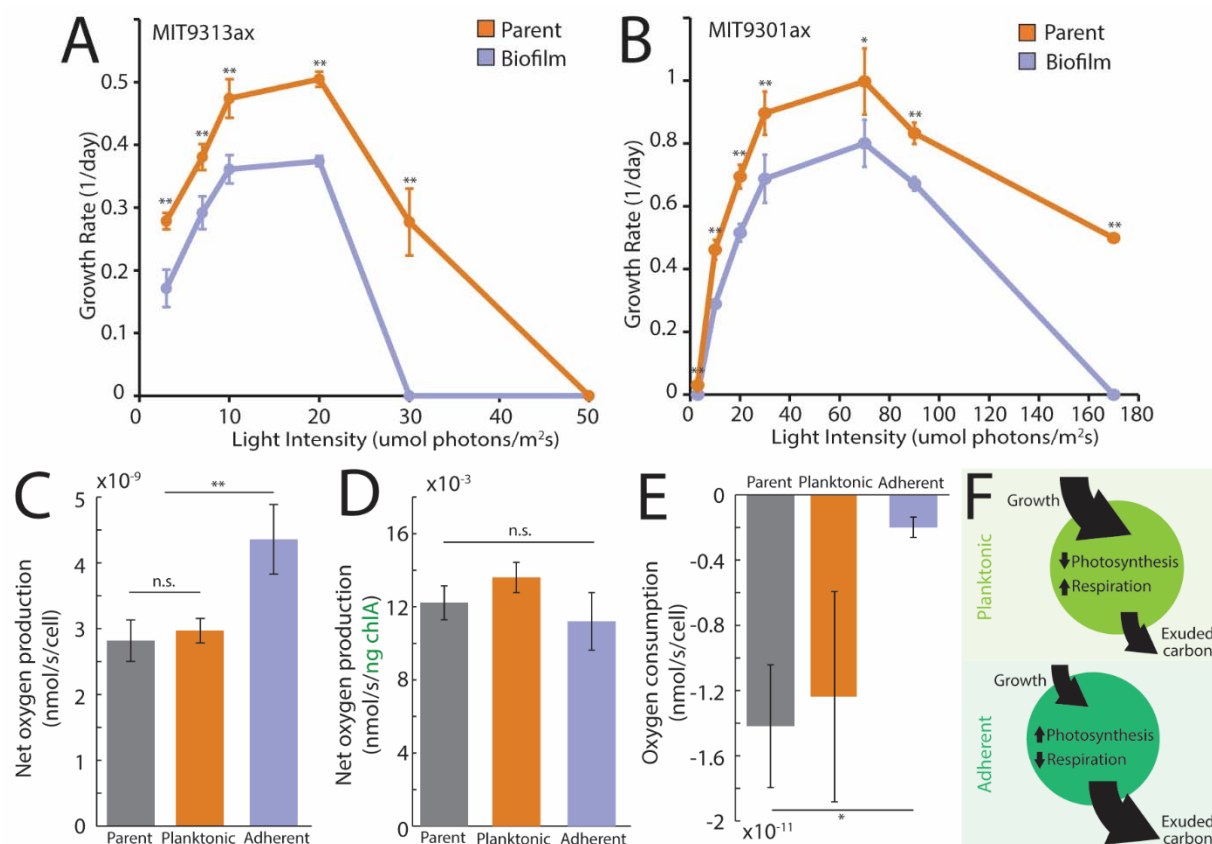 A
MIT9313ax
Parent
Biofilm
Growth Rate (1/day)
0.5
0.4
0.3
0.2
0.1
0
**
**
**
**
**
10
20
30
40
50
Light Intensity (umol photons/m²s)
B
MIT9301ax
Parent
Biofilm
Growth Rate (1/day)
1
0.8
0.6
0.4
0.2
0
**
**
**
**
*
**
**
0
20
40
60
80
100
120
140
160
180
Light Intensity (umol photons/m²s)
C
x10⁻⁹
Net oxygen production
(nmol/s/cell)
5
4
3
2
1
0
n.s.
**
Parent
Planktonic
Adherent
D
x10⁻³
Net oxygen production
(nmol/s/ng chlA)
16
12
8
4
0
n.s.
Parent
Planktonic
Adherent
E
Parent
Planktonic
Adherent
Oxygen consumption
(nmol/s/cell)
0
-0.4
-0.8
-1.2
-1.6
-2
x10⁻¹¹
*
F
Planktonic
Growth
Photosynthesis
Respiration
Exuded
carbon
Adherent
Growth
Photosynthesis
Respiration
Exuded
carbon